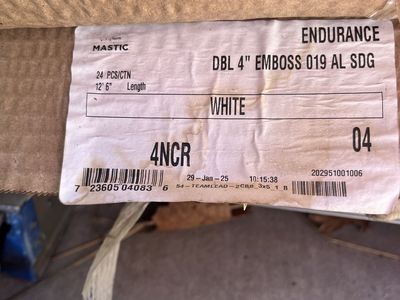 MASTIC
ENDURANCE
DBL 4" EMBOSS 019 AL SDG
24 PCS/CTN
12' 6" Length
WHITE
04
4NCR
29-Jan-25 10:15:38 202951001006
7 23605 04083 6